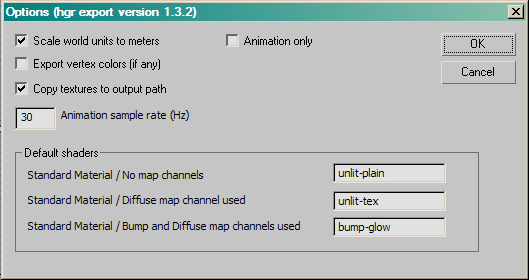 Options (hgr export version 1.3.2)
Scale world units to meters
Animation only
OK
Export vertex colors (if any)
Cancel
Copy textures to output path
30 Animation sample rate (Hz)
Default shaders
Standard Material / No map channels unlit-plain
Standard Material / Diffuse map channel used unlit-tex
Standard Material / Bump and Diffuse map channels used bump-glow